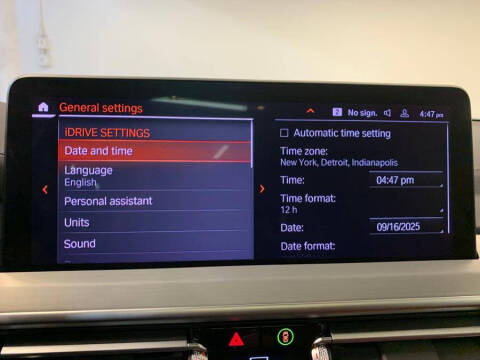 General settings
2 No sign. 4:47 pm
iDRIVE SETTINGS
Date and time
Language
English
Personal assistant
Units
Sound
Automatic time setting
Time zone:
New York, Detroit, Indianapolis
Time: 04:47 pm
Time format:
12 h
Date: 09/16/2025
Date format: